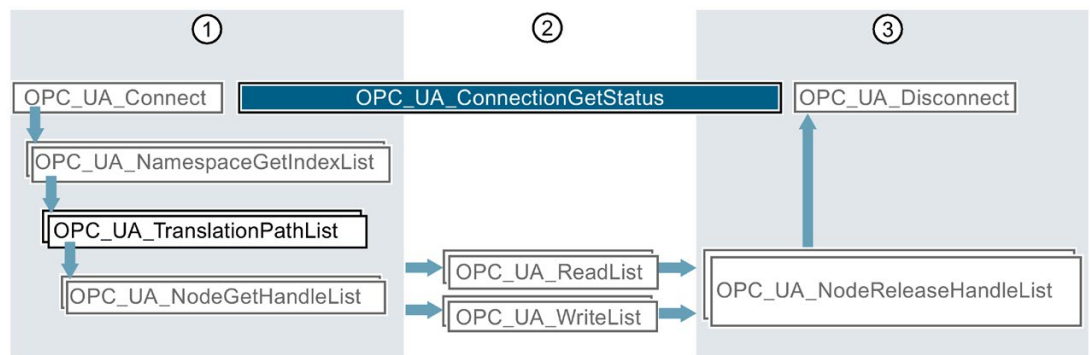 1
2
3
OPC_UA_Connect
OPC_UA_ConnectionGetStatus
OPC_UA_Disconnect
OPC_UA_NamespaceGetIndexList
OPC_UA_TranslationPathList
OPC_UA_NodeGetHandleList
OPC_UA_ReadList
OPC_UA_WriteList
OPC_UA_NodeReleaseHandleList